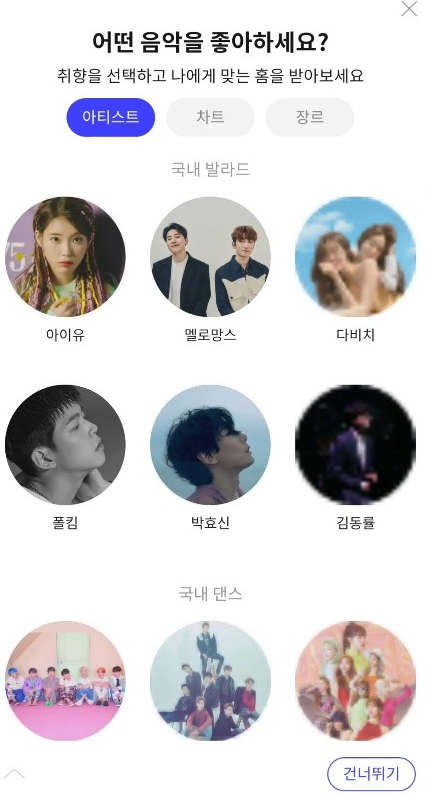 어떤 음악을 좋아하세요?
취향을 선택하고 나에게 맞는 홈을 받아보세요
아티스트 차트 장르
국내 발라드
75
아이유 멜로망스 다비치
폴킴 박효신 김동률
국내 댄스
건너뛰기